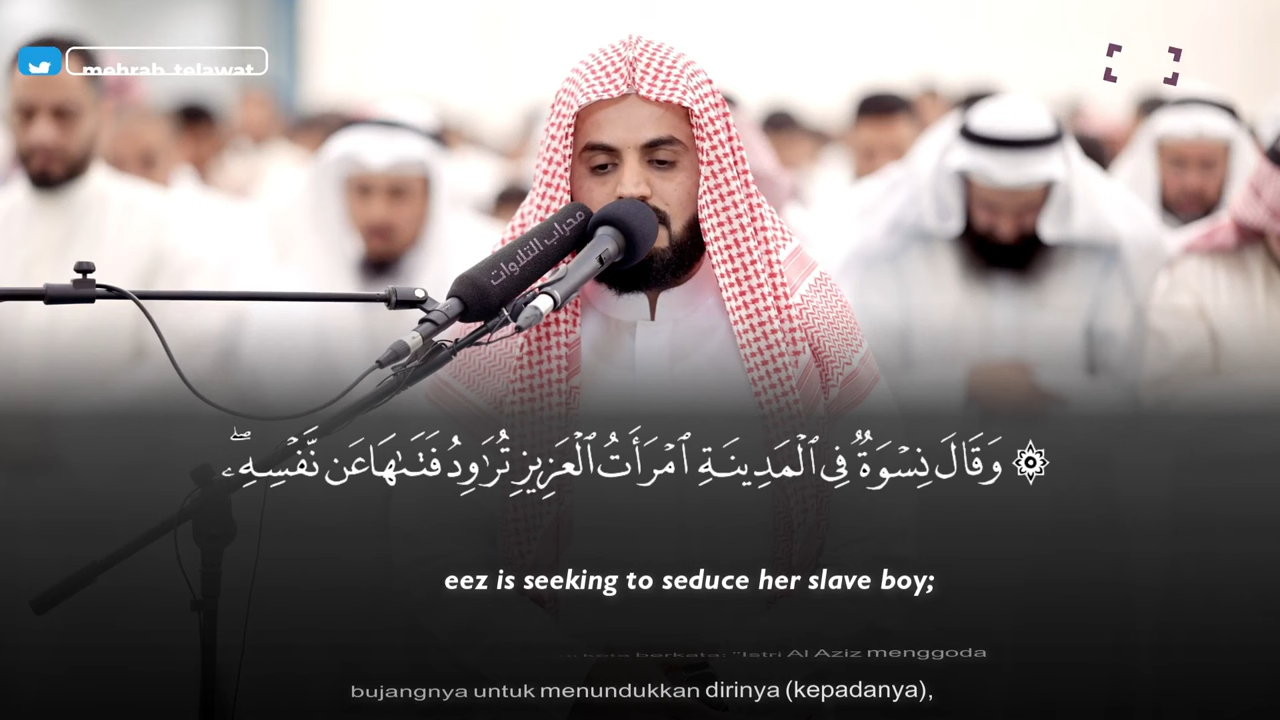 mehrab_telawat
محراب التلاوات
۞ وَقَالَ نِسْوَةٌ فِى ٱلْمَدِينَةِ ٱمْرَأَتُ ٱلْعَزِيزِ تُرَٰوِدُ فَتَىٰهَا عَن نَّفْسِهِۦ ۖ
eez is seeking to seduce her slave boy;
berkata: "Istri Al Aziz menggoda
bujangnya untuk menundukkan dirinya (kepadanya),